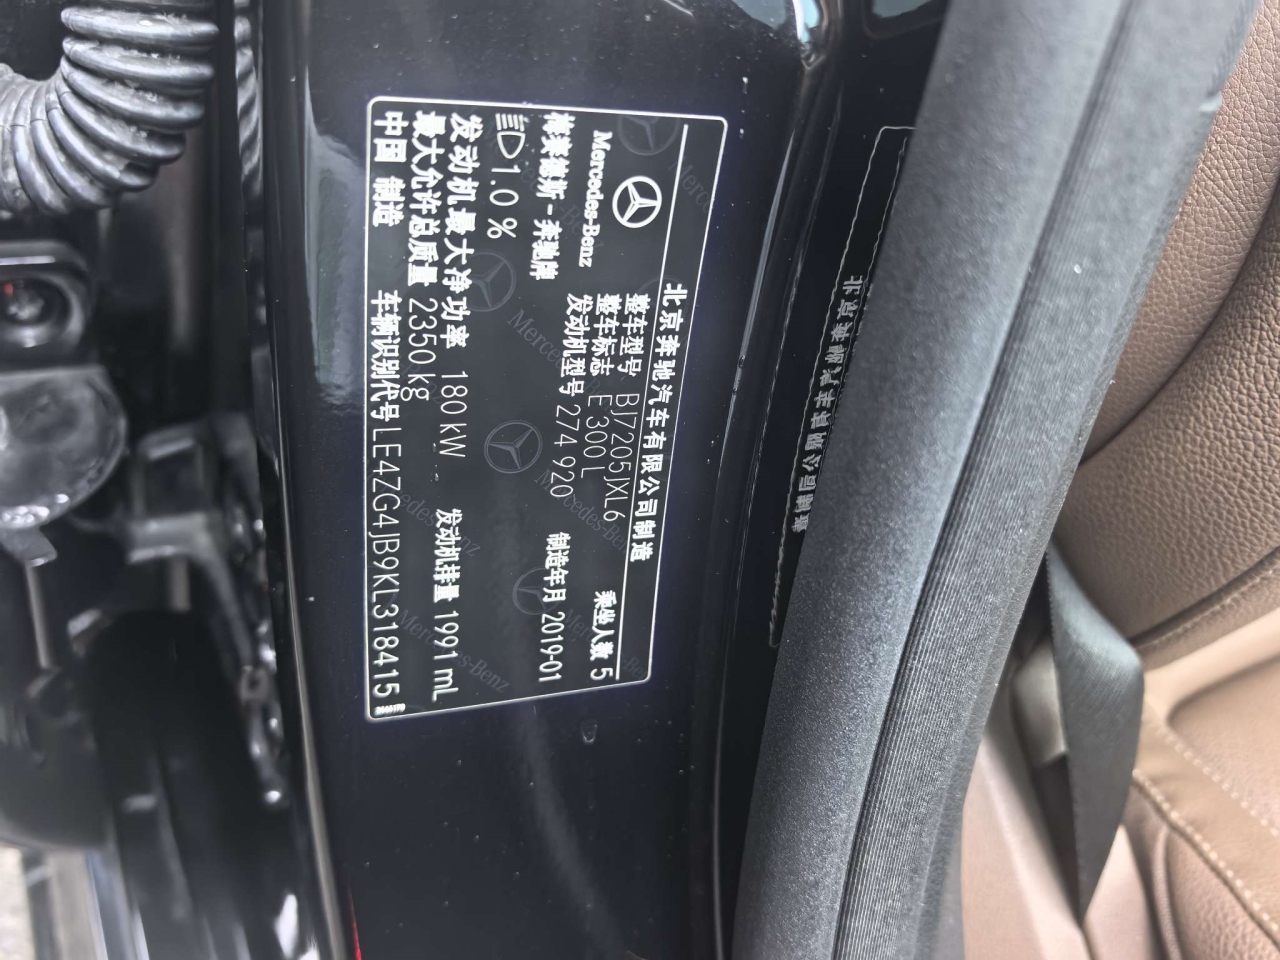 北京奔驰汽车有限公司制造
Mercedes-Benz
整车型号 BJ7205JXL6
整车标志 E 300 L
乘坐人数 5
梅赛德斯-奔驰牌
发动机型号 274 920
制造年月 2019-01
1.0 %
发动机最大净功率 180 kW
发动机排量 1991 mL
最大允许总质量 2350 kg
中国 制造
车辆识别代号 LE4ZG4JB9KL318415